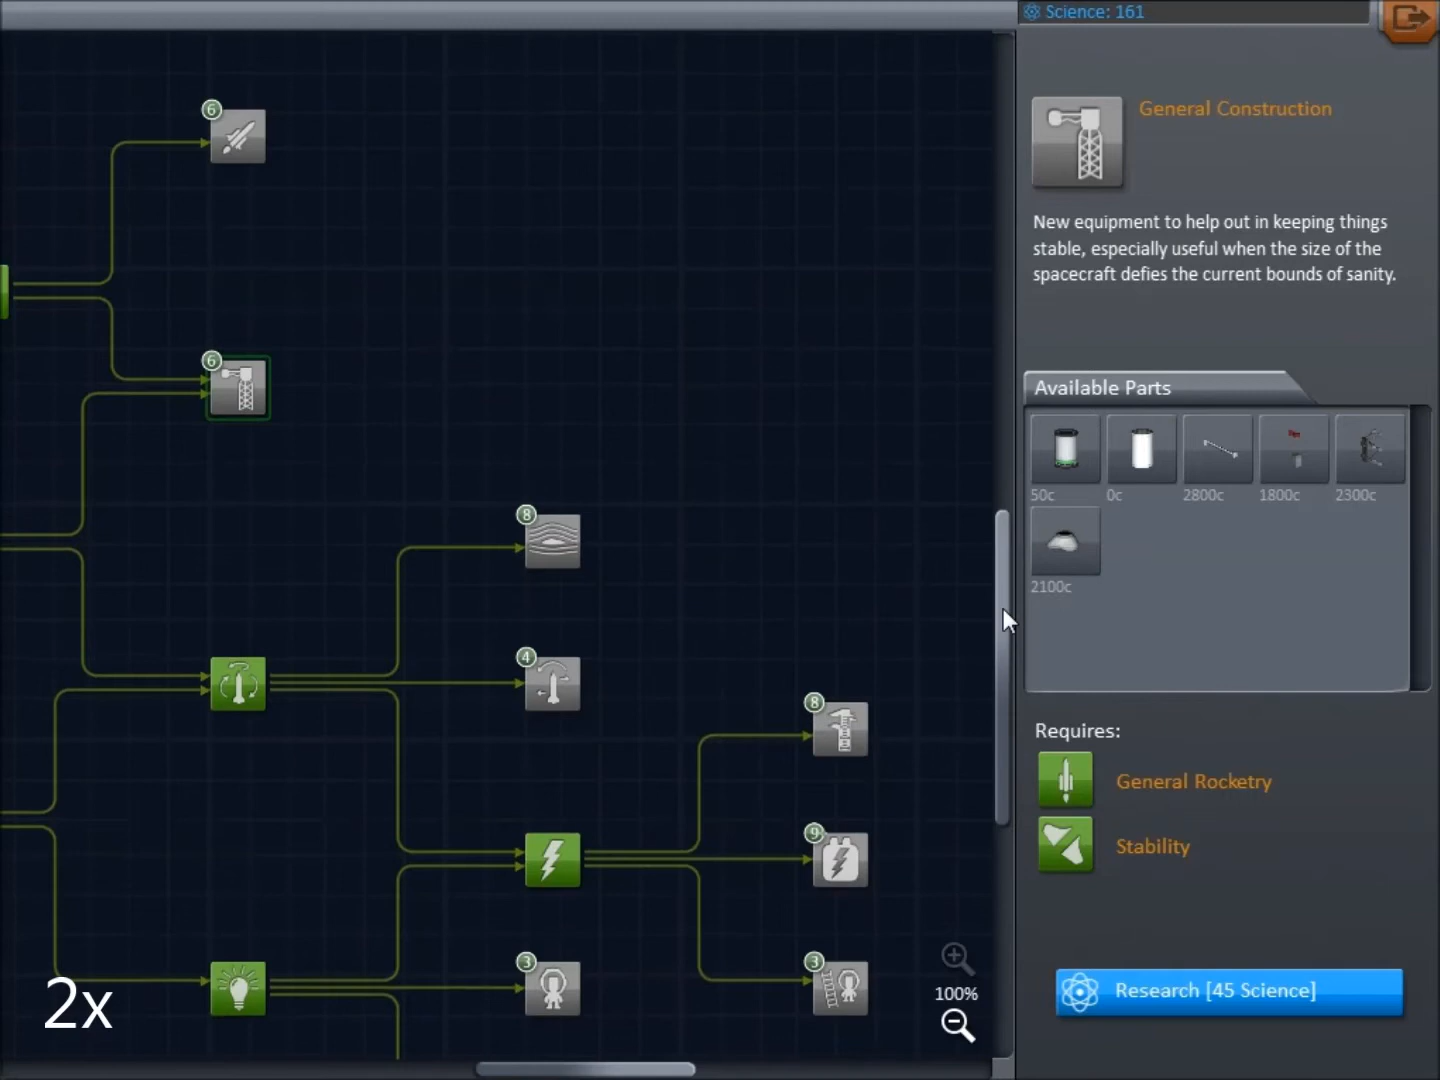 Science: 161
General Construction
New equipment to help out in keeping things
stable, especially useful when the size of the
spacecraft defies the current bounds of sanity.
Available Parts
50c 0c 2800c 1800c 2300c
2100c
Requires:
General Rocketry
Stability
Research [45 Science]
6
6
8
4
8
9
3
3
100%
2x